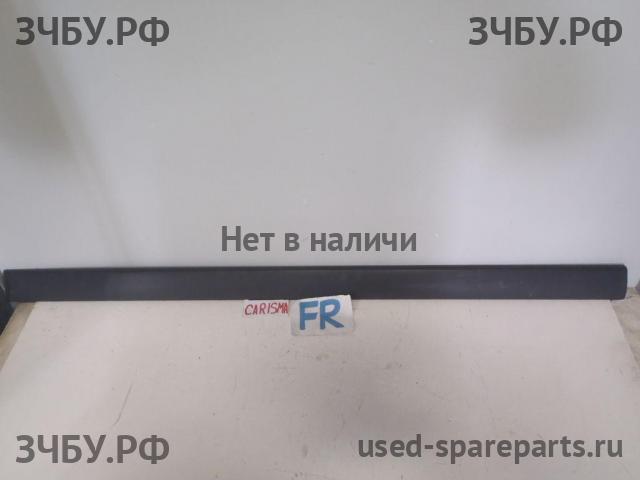 ЗЧБУ.РФ
ЗЧБУ.РФ
Нет в наличи
CARISMA
FR
ЗЧБУ.РФ
used-spareparts.ru